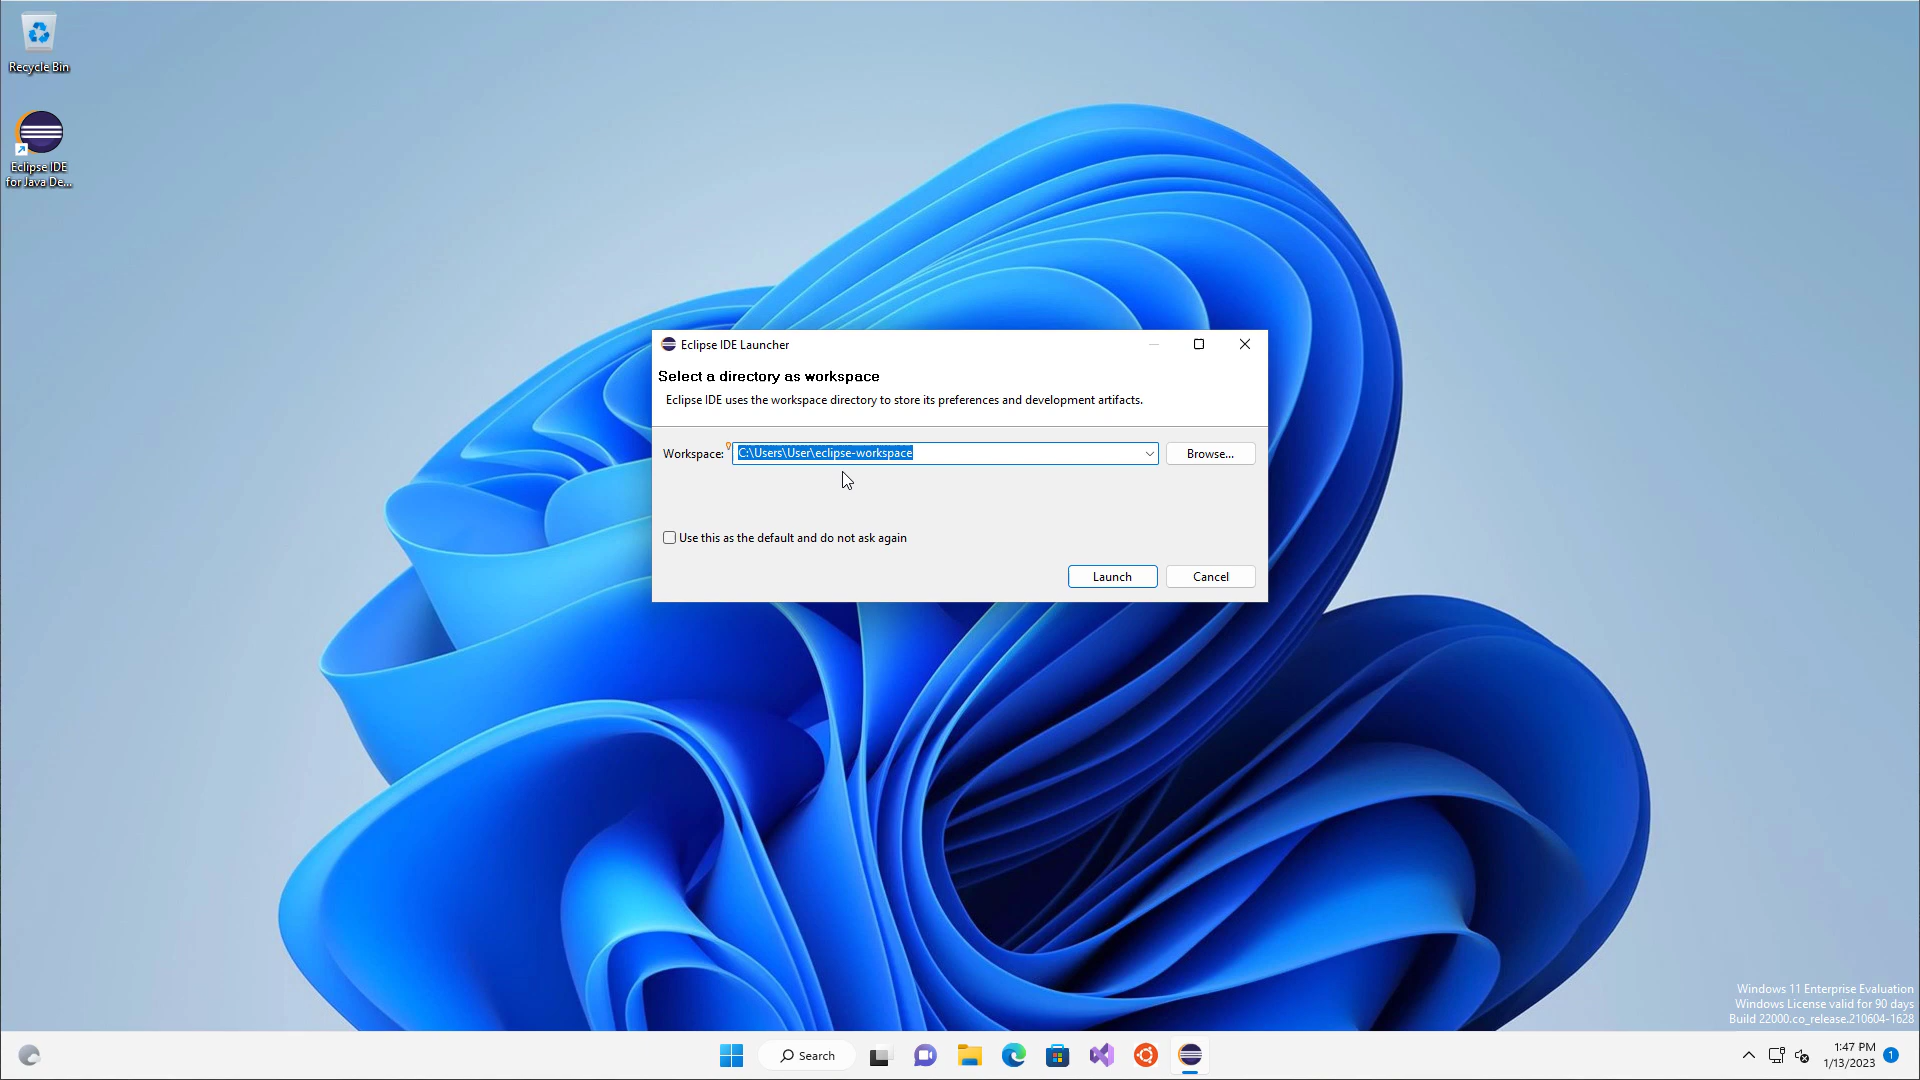 Recycle Bin
Eclipse IDE
for Java De...
Eclipse IDE Launcher
Select a directory as workspace
Eclipse IDE uses the workspace directory to store its preferences and development artifacts.
Workspace: C:\Users\User\eclipse-workspace Browse...
Use this as the default and do not ask again
Launch Cancel
Windows 11 Enterprise Evaluation
Windows License valid for 90 days
Build 22000.co_release.210604-1628
Search
1:47 PM
1/13/2023
1